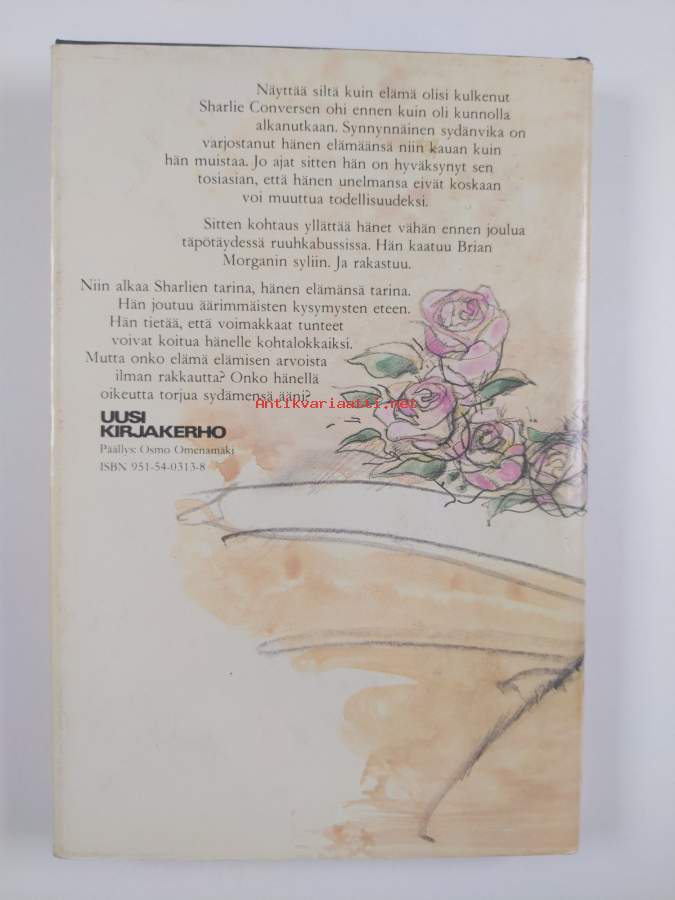 Näyttää siltä kuin elämä olisi kulkenut
Sharlie Conversen ohi ennen kuin oli kunnolla
alkanutkaan. Synnynnäinen sydänvika on
varjostanut hänen elämäänsä niin kauan kuin
hän muistaa. Jo ajat sitten hän on hyväksynyt sen
tosiasian, että hänen unelmansa eivät koskaan
voi muuttua todellisuudeksi.
Sitten kohtaus yllättää hänet vähän ennen joulua
täpötäydessä ruuhkabussissa. Hän kaatuu Brian
Morganin syliin. Ja rakastuu.
Niin alkaa Sharlien tarina, hänen elämänsä tarina.
Hän joutuu äärimmäisten kysymysten eteen.
Hän tietää, että voimakkaat tunteet
voivat koitua hänelle kohtalokkaiksi.
Mutta onko elämä elämisen arvoista
ilman rakkautta? Onko hänellä
oikeutta torjua sydämensä ääni?
Antikvariaatti.net
UUSI
KIRJAKERHO
Päällys: Osmo Omenamäki
ISBN 951-54-0313-8